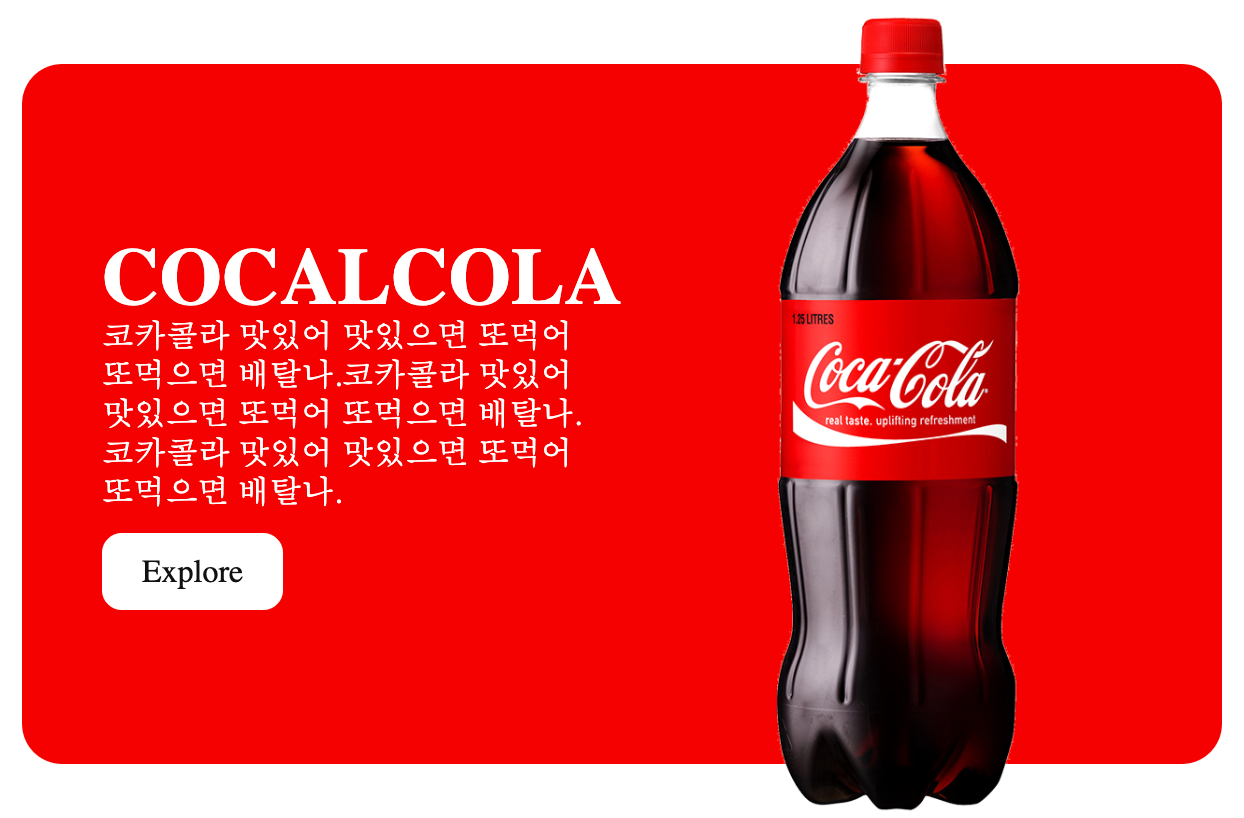 COCALCOLA
코카콜라 맛있어 맛있으면 또먹어
또먹으면 배탈나.코카콜라 맛있어
맛있으면 또먹어 또먹으면 배탈나.
코카콜라 맛있어 맛있으면 또먹어
또먹으면 배탈나.
Explore
1.25 LITRES
Coca-Cola
real taste. uplifting refreshment